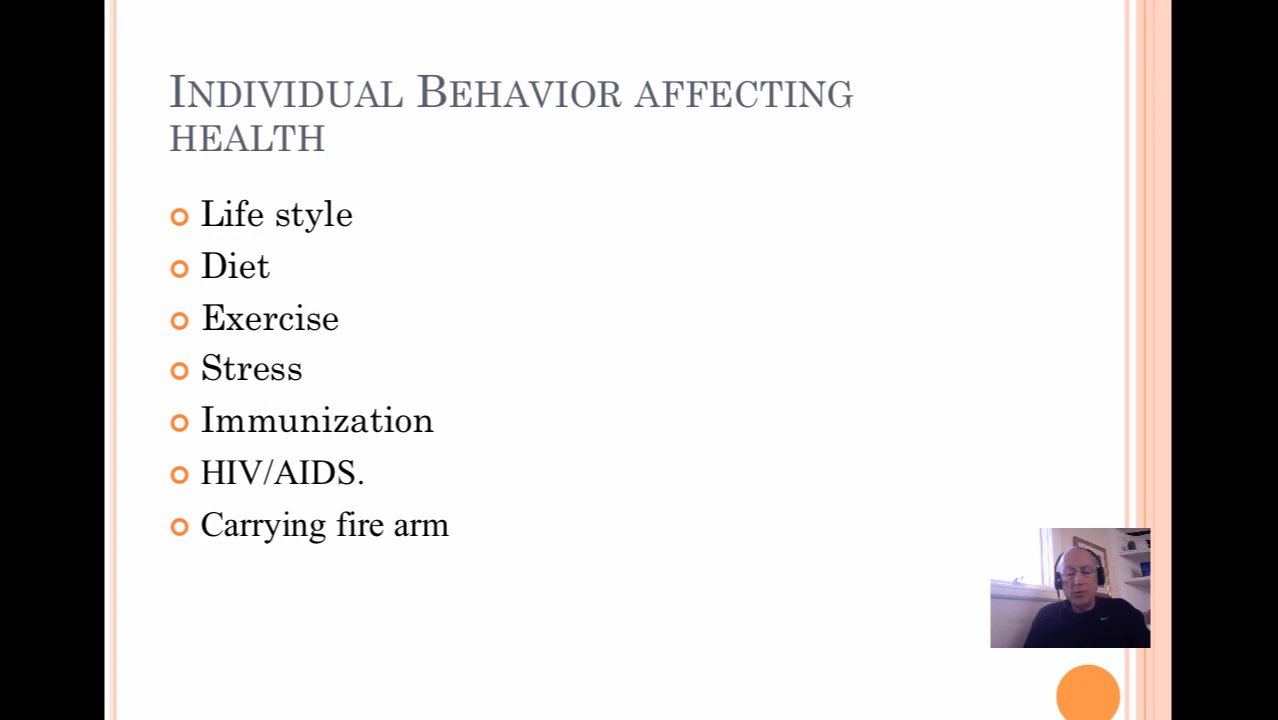 Individual Behavior affecting
health
Life style
Diet
Exercise
Stress
Immunization
HIV/AIDS.
Carrying fire arm